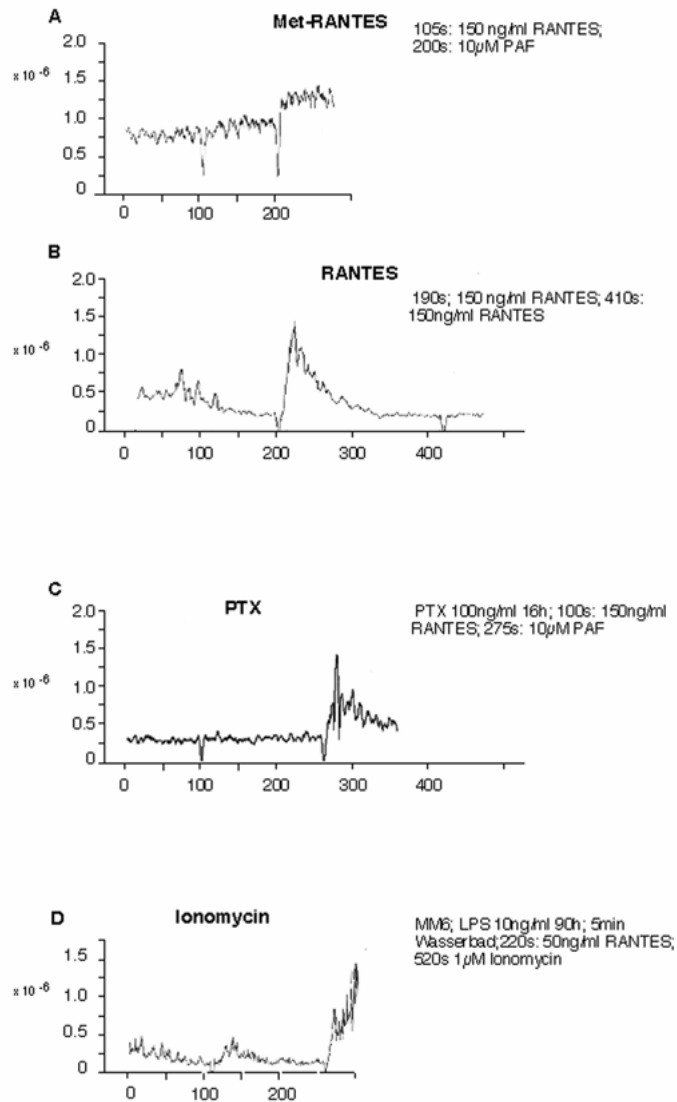 A
Met-RANTES
105s: 150 ng/ml RANTES;
200s: 10µM PAF
2.0
x 10 -6
1.5
1.0
0.5
0
0 100 200
B
RANTES
190s; 150 ng/ml RANTES; 410s:
150ng/ml RANTES
2.0
x 10 -6
1.5
1.0
0.5
0
0 100 200 300 400
C
PTX
PTX 100ng/ml 16h; 100s: 150ng/ml
RANTES; 275s: 10µM PAF
2.0
1.5
x 10 -6
1.0
0.5
0
0 100 200 300 400
D
Ionomycin
MM6; LPS 10ng/ml 90h; 5min
Wasserbad;220s: 50ng/ml RANTES;
520s 1µM Ionomycin
1.5
x 10 -6
1.0
0.5
0
0 100 200